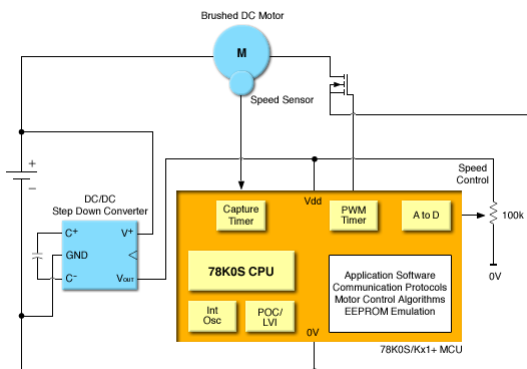 Brushed DC Motor
M
Speed Sensor
+
−
DC/DC
Step Down Converter
C+
V+
GND
C-
VOUT
Speed
Control
100k
0V
Vdd
Capture
Timer
PWM
Timer
A to D
78K0S CPU
Int
Osc
POC/
LVI
Application Software
Communication Protocols
Motor Control Algorithms
EEPROM Emulation
0V
78K0S/Kx1+ MCU